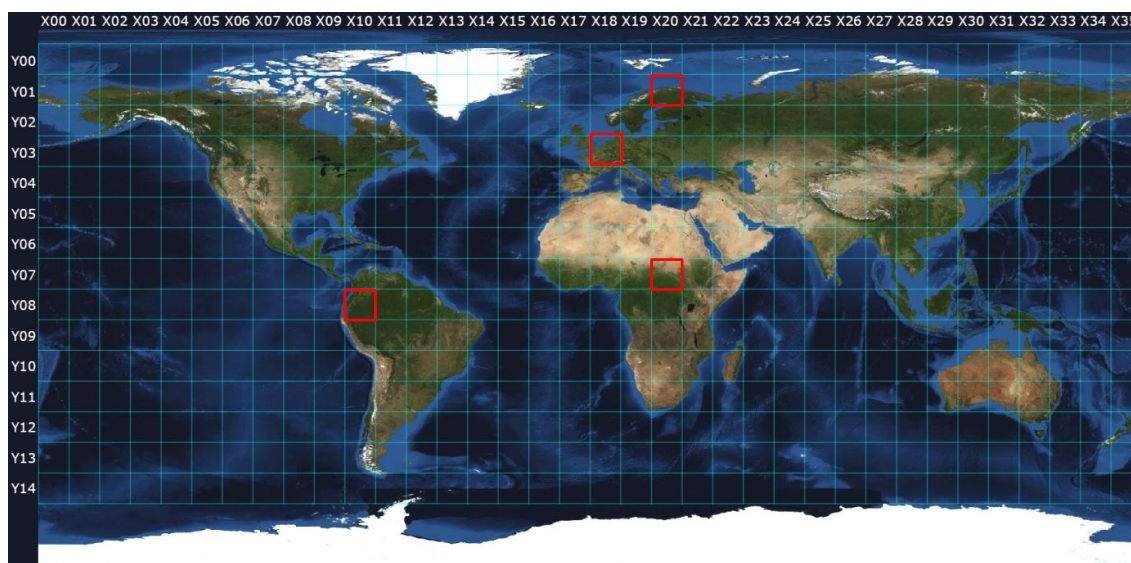 X00 X01 X02 X03 X04 X05 X06 X07 X08 X09 X10 X11 X12 X13 X14 X15 X16 X17 X18 X19 X20 X21 X22 X23 X24 X25 X26 X27 X28 X29 X30 X31 X32 X33 X34 X35
Y00
Y01
Y02
Y03
Y04
Y05
Y06
Y07
Y08
Y09
Y10
Y11
Y12
Y13
Y14